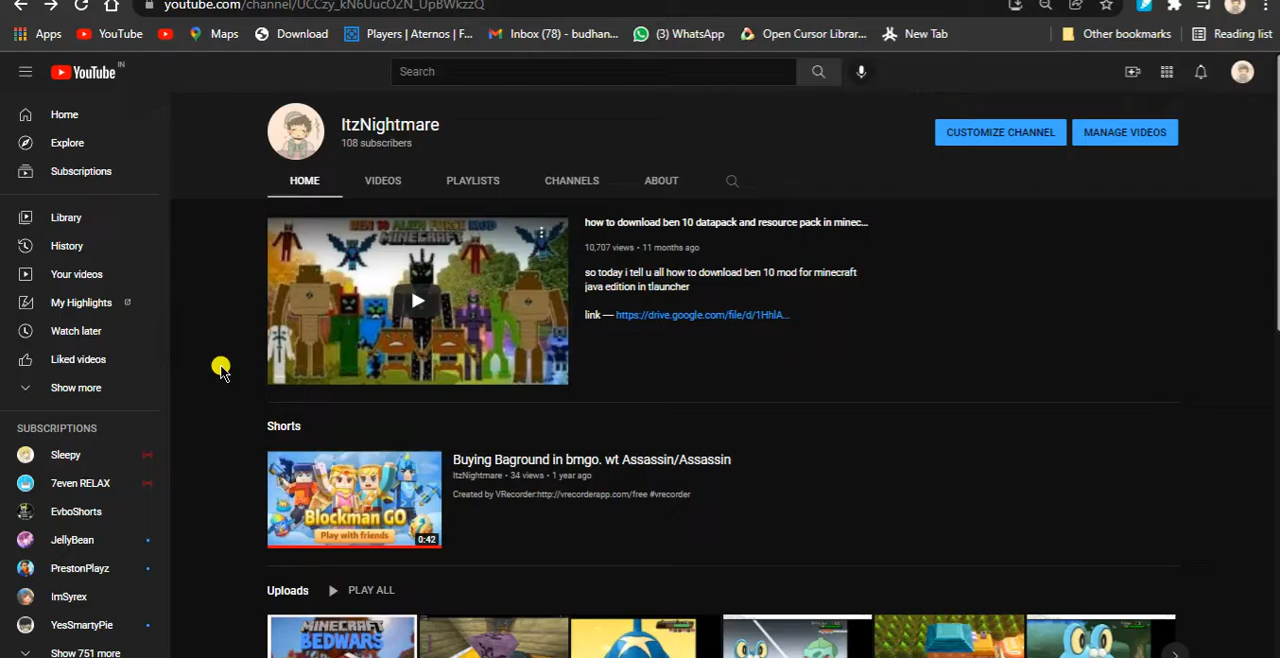 youtube.com/channel/UCCzy_kN6UucOZN_Up8WkzzQ
Apps YouTube Maps Download Players | Aternos | F... Inbox (78) - budhan... (3) WhatsApp Open Cursor Librar... New Tab Other bookmarks Reading list
YouTube IN
Search
Home
Explore
Subscriptions
Library
History
Your videos
My Highlights
Watch later
Liked videos
Show more
SUBSCRIPTIONS
Sleepy
7even RELAX
EvboShorts
JellyBean
PrestonPlayz
ImSyrex
YesSmartyPie
Show 751 more
ItzNightmare
108 subscribers
CUSTOMIZE CHANNEL MANAGE VIDEOS
HOME VIDEOS PLAYLISTS CHANNELS ABOUT
BEN 10 ALIEN FORCE MOD
MINECRAFT
how to download ben 10 datapack and resource pack in minec...
10,707 views • 11 months ago
so today i tell u all how to download ben 10 mod for minecraft
java edition in tlauncher
link — https://drive.google.com/file/d/1HhlA...
Shorts
Blockman GO
Play with friends
0:42
Buying Baground in bmgo. wt Assassin/Assassin
ItzNightmare • 34 views • 1 year ago
Created by VRecorder:http://vrecorderapp.com/free #vrecorder
Uploads PLAY ALL
MINECRAFT
BEDWARS